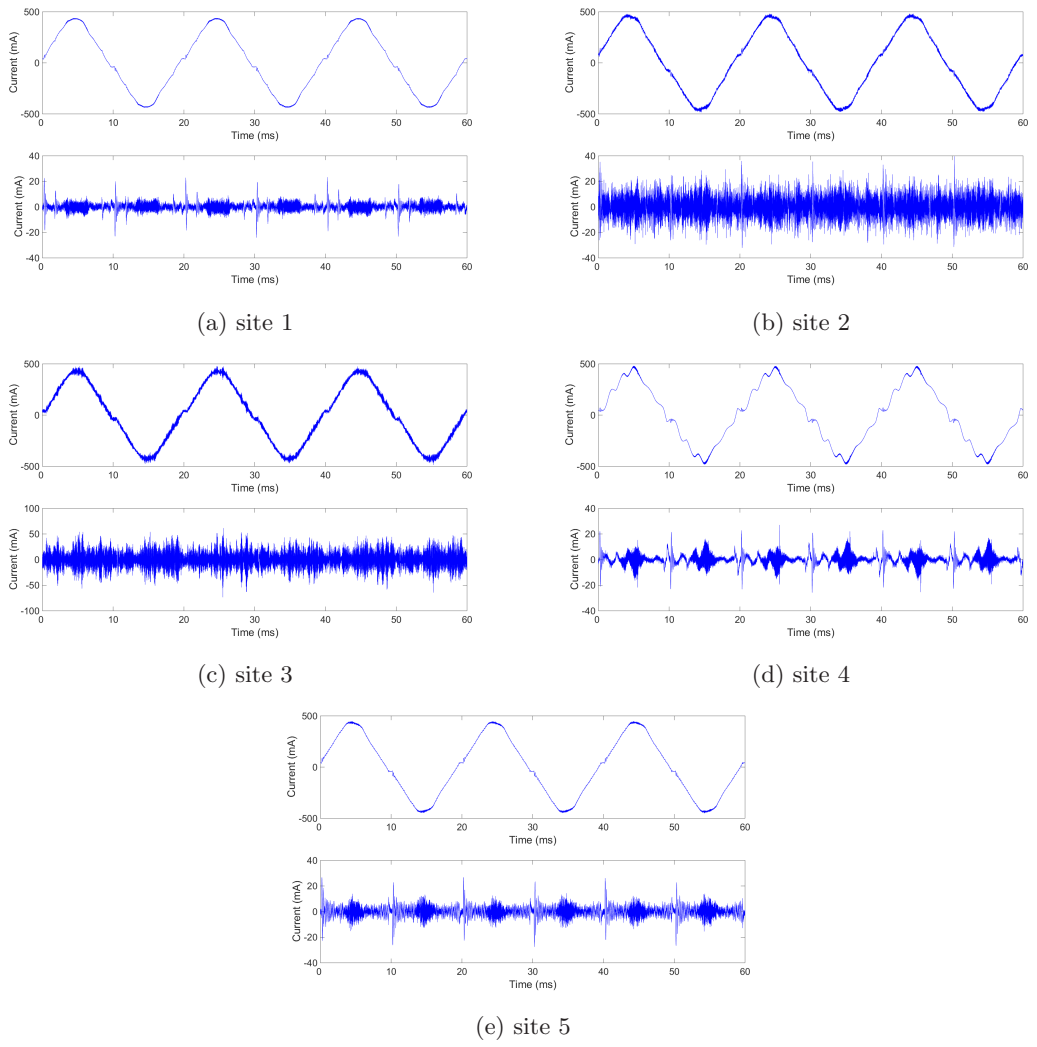 Current (mA)
500
0
-500
0 10 20 30 40 50 60
Time (ms)
Current (mA)
40
20
0
-20
-40
0 10 20 30 40 50 60
Time (ms)
(a) site 1
Current (mA)
500
0
-500
0 10 20 30 40 50 60
Time (ms)
Current (mA)
40
20
0
-20
-40
0 10 20 30 40 50 60
Time (ms)
(b) site 2
Current (mA)
500
0
-500
0 10 20 30 40 50 60
Time (ms)
Current (mA)
100
50
0
-50
-100
0 10 20 30 40 50 60
Time (ms)
(c) site 3
Current (mA)
500
0
-500
0 10 20 30 40 50 60
Time (ms)
Current (mA)
40
20
0
-20
-40
0 10 20 30 40 50 60
Time (ms)
(d) site 4
Current (mA)
500
0
-500
0 10 20 30 40 50 60
Time (ms)
Current (mA)
40
20
0
-20
-40
0 10 20 30 40 50 60
Time (ms)
(e) site 5